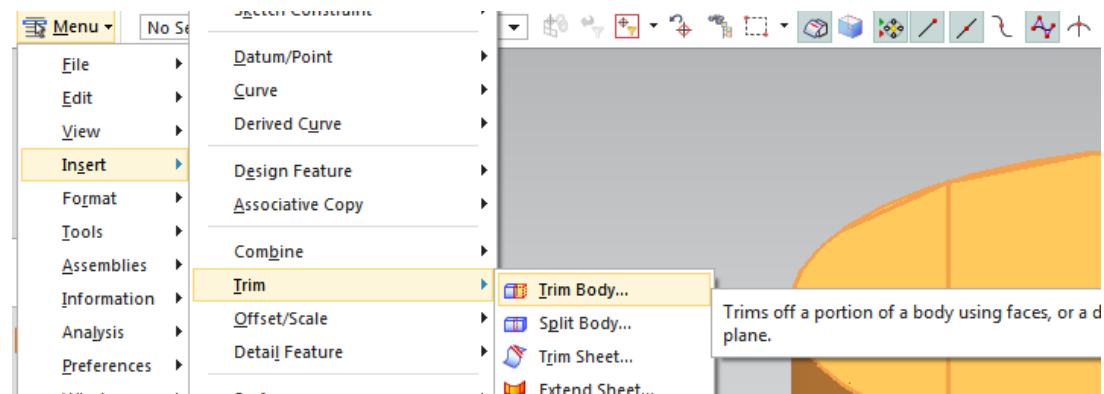 Menu
No Se
Sketch Constraint
File
Edit
View
Insert
Format
Tools
Assemblies
Information
Analysis
Preferences
Datum/Point
Curve
Derived Curve
Design Feature
Associative Copy
Combine
Trim
Offset/Scale
Detail Feature
Trim Body...
Split Body...
Trim Sheet...
Extend Sheet...
Trims off a portion of a body using faces, or a d
plane.